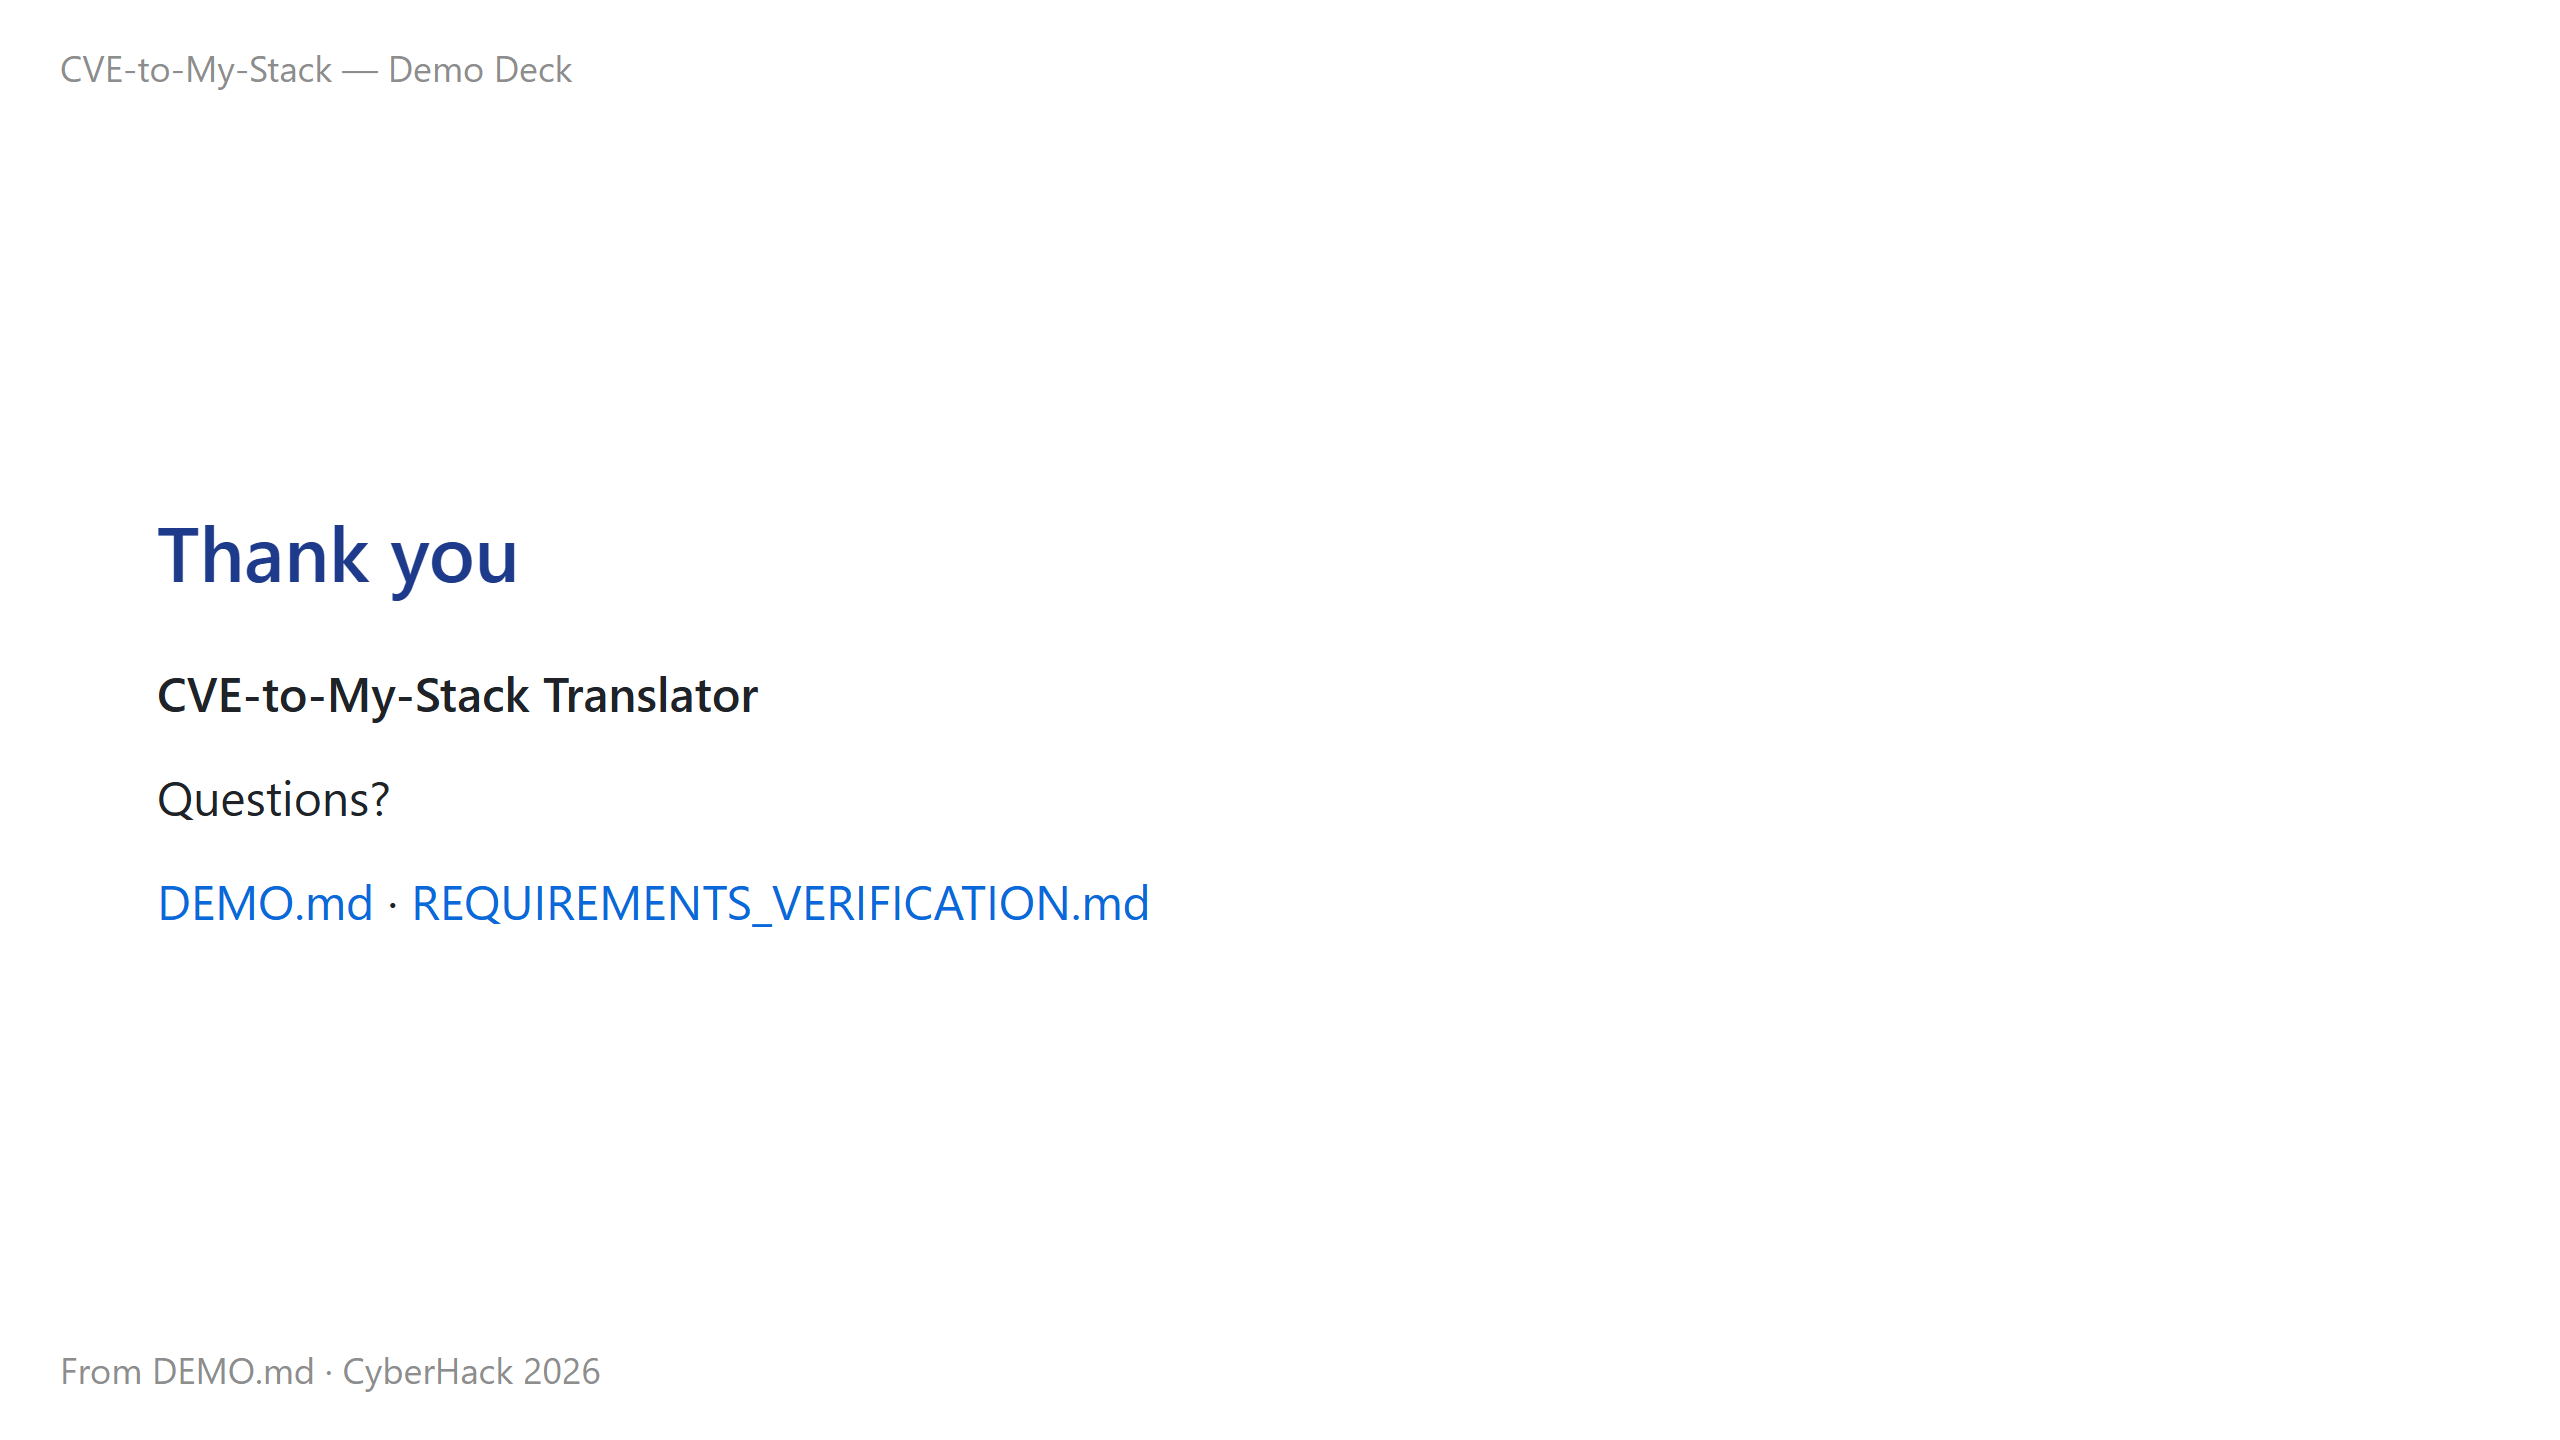 CVE-to-My-Stack — Demo Deck
Thank you
CVE-to-My-Stack Translator
Questions?
DEMO.md · REQUIREMENTS_VERIFICATION.md
From DEMO.md · CyberHack 2026